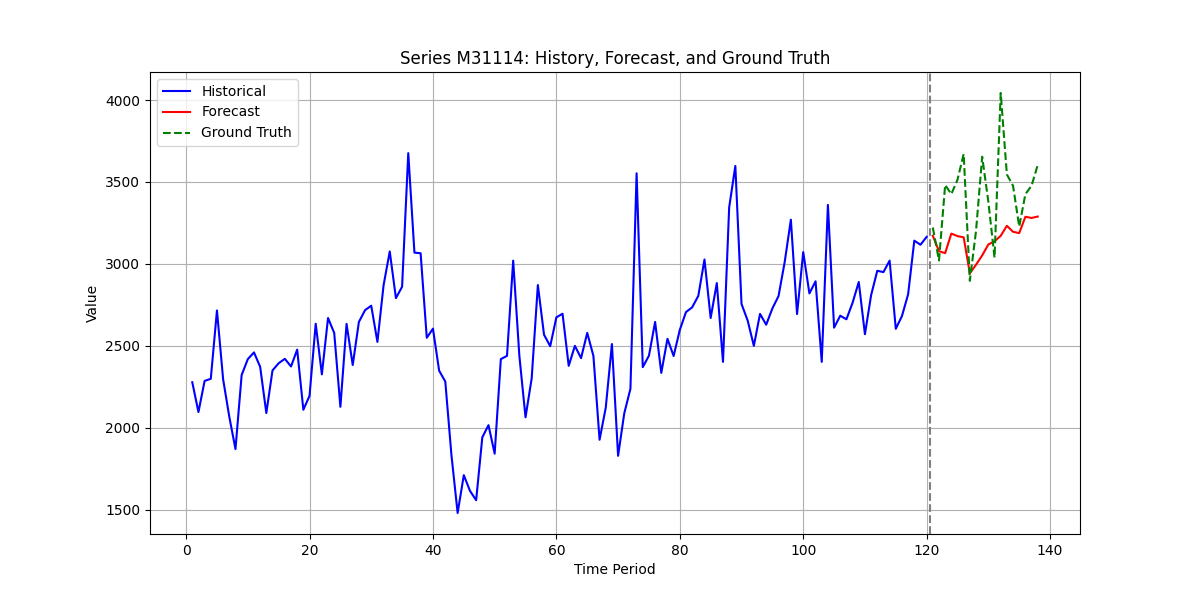 Series M31114: History, Forecast, and Ground Truth
Historical
Forecast
Ground Truth
4000
3500
3000
2500
2000
1500
Value
0 20 40 60 80 100 120 140
Time Period